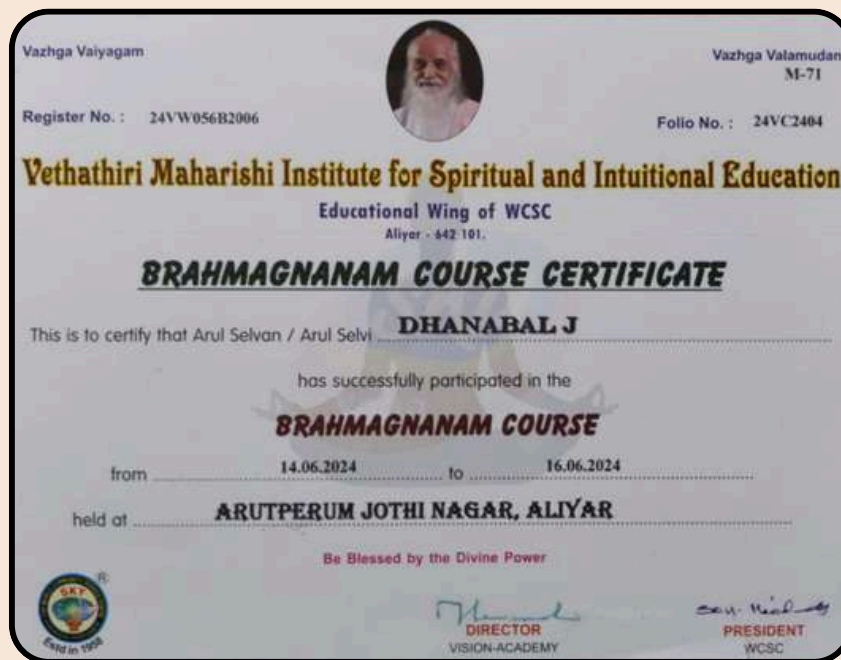 Vazhga Vaiyagam
Vazhga Valamudan
M-71
Register No. : 24VW056B2006
Folio No. : 24VC2404
Vethathiri Maharishi Institute for Spiritual and Intuitional Education
Educational Wing of WCSC
Aliyar - 642 101.
BRAHMAGNANAM COURSE CERTIFICATE
This is to certify that Arul Selvan / Arul Selvi DHANABAL J
has successfully participated in the
BRAHMAGNANAM COURSE
from 14.06.2024 to 16.06.2024
held at ARUTPERUM JOTHI NAGAR, ALIYAR
Be Blessed by the Divine Power
SKY
Estd in 1958
DIRECTOR
VISION-ACADEMY
PRESIDENT
WCSC